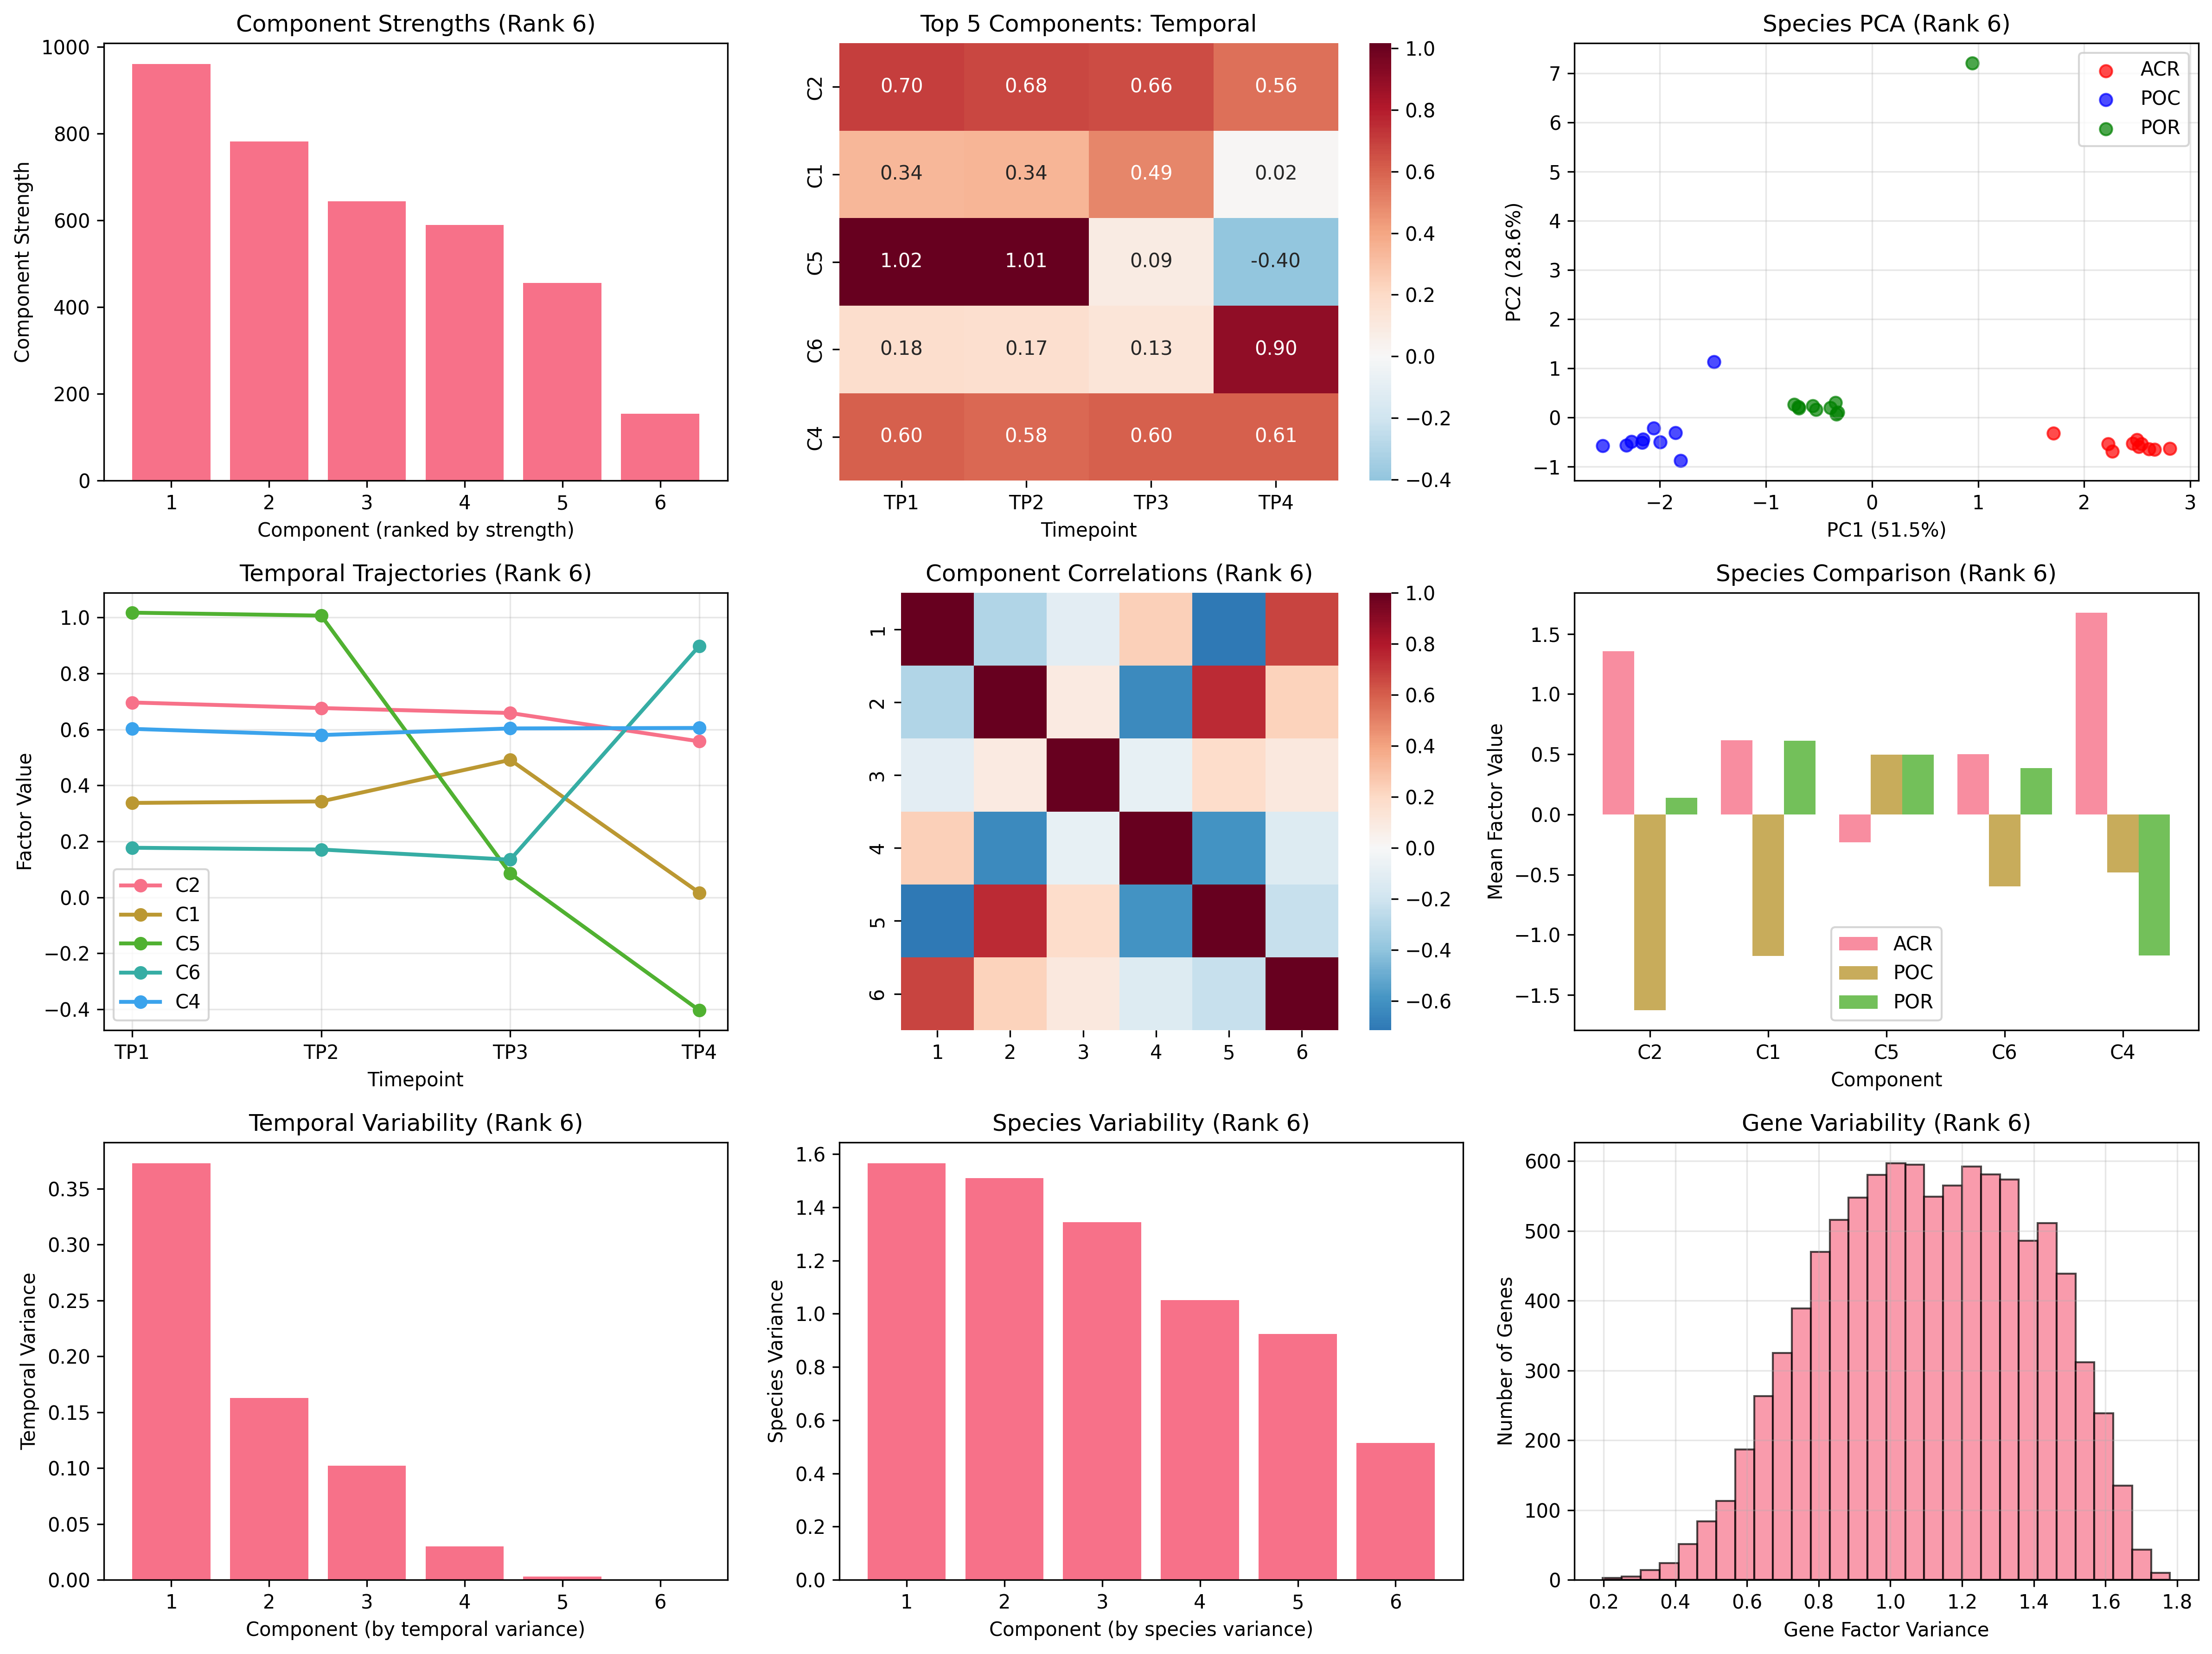 Component Strengths (Rank 6)
1000
800
600
400
200
0
Component Strength
1 2 3 4 5 6
Component (ranked by strength)
Top 5 Components: Temporal
C2 0.70 0.68 0.66 0.56
C1 0.34 0.34 0.49 0.02
C5 1.02 1.01 0.09 -0.40
C6 0.18 0.17 0.13 0.90
C4 0.60 0.58 0.60 0.61
TP1 TP2 TP3 TP4
Timepoint
1.0
0.8
0.6
0.4
0.2
0.0
−0.2
−0.4
Species PCA (Rank 6)
ACR
POC
POR
7
6
5
4
3
2
1
0
−1
PC2 (28.6%)
−2 −1 0 1 2 3
PC1 (51.5%)
Temporal Trajectories (Rank 6)
1.0
0.8
0.6
0.4
0.2
0.0
−0.2
−0.4
Factor Value
C2
C1
C5
C6
C4
TP1 TP2 TP3 TP4
Timepoint
Component Correlations (Rank 6)
1
2
3
4
5
6
1 2 3 4 5 6
1.0
0.8
0.6
0.4
0.2
0.0
−0.2
−0.4
−0.6
Species Comparison (Rank 6)
1.5
1.0
0.5
0.0
−0.5
−1.0
−1.5
Mean Factor Value
ACR
POC
POR
C2 C1 C5 C6 C4
Component
Temporal Variability (Rank 6)
0.35
0.30
0.25
0.20
0.15
0.10
0.05
0.00
Temporal Variance
1 2 3 4 5 6
Component (by temporal variance)
Species Variability (Rank 6)
1.6
1.4
1.2
1.0
0.8
0.6
0.4
0.2
0.0
Species Variance
1 2 3 4 5 6
Component (by species variance)
Gene Variability (Rank 6)
600
500
400
300
200
100
0
Number of Genes
0.2 0.4 0.6 0.8 1.0 1.2 1.4 1.6 1.8
Gene Factor Variance